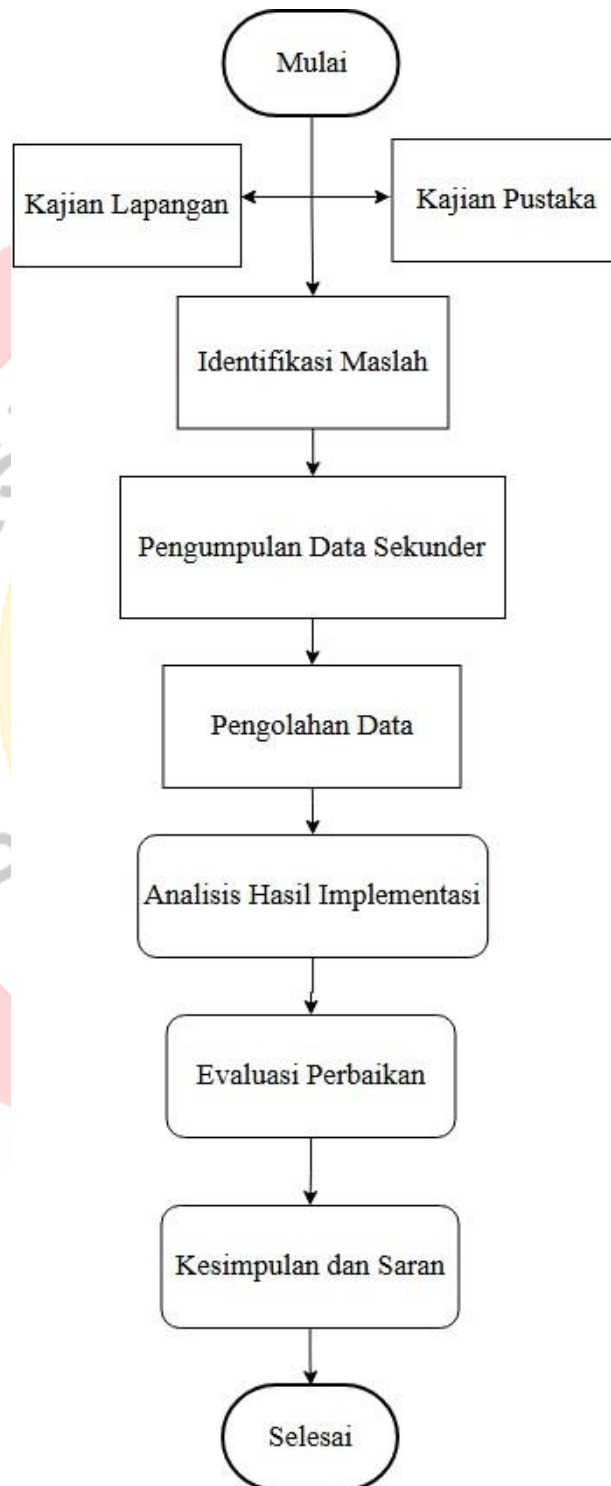 Mulai
Kajian Lapangan
Kajian Pustaka
Identifikasi Maslah
Pengumpulan Data Sekunder
Pengolahan Data
Analisis Hasil Implementasi
Evaluasi Perbaikan
Kesimpulan dan Saran
Selesai